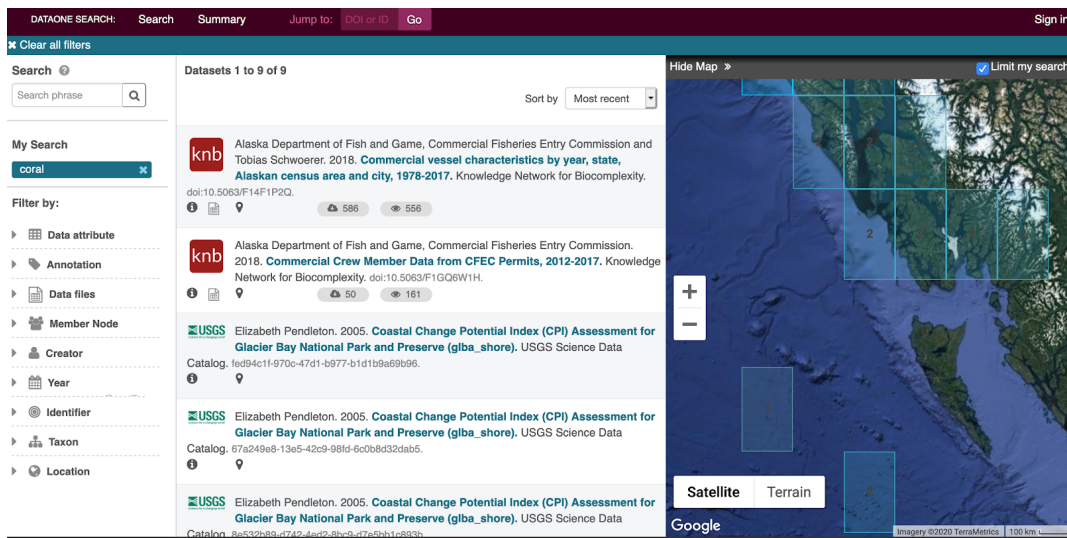 DATAONE SEARCH: Search Summary Jump to: DOI or ID Go Sign in
✖ Clear all filters
Search
Search phrase
My Search
coral
Filter by:
Data attribute
Annotation
Data files
Member Node
Creator
Year
Identifier
Taxon
Location
Datasets 1 to 9 of 9
Sort by Most recent
knb
Alaska Department of Fish and Game, Commercial Fisheries Entry Commission and
Tobias Schwoerer. 2018. Commercial vessel characteristics by year, state,
Alaskan census area and city, 1978-2017. Knowledge Network for Biocomplexity.
doi:10.5063/F14F1P2Q.
586 556
knb
Alaska Department of Fish and Game, Commercial Fisheries Entry Commission.
2018. Commercial Crew Member Data from CFEC Permits, 2012-2017. Knowledge
Network for Biocomplexity. doi:10.5063/F1GQ6W1H.
50 161
USGS
Elizabeth Pendleton. 2005. Coastal Change Potential Index (CPI) Assessment for
Glacier Bay National Park and Preserve (glba_shore). USGS Science Data
Catalog. fed94c1f-970c-47d1-b977-b1d1b9a69b96.
USGS
Elizabeth Pendleton. 2005. Coastal Change Potential Index (CPI) Assessment for
Glacier Bay National Park and Preserve (glba_shore). USGS Science Data
Catalog. 67a249e8-13e5-42c9-98fd-6c0b8d32dab5.
USGS
Elizabeth Pendleton. 2005. Coastal Change Potential Index (CPI) Assessment for
Glacier Bay National Park and Preserve (glba_shore). USGS Science Data
Catalog. 8e532b89-d742-4ed2-8bc9-d7e5bb1c893b.
Hide Map » Limit my search
2
Satellite Terrain
Google
Imagery ©2020 TerraMetrics 100 km